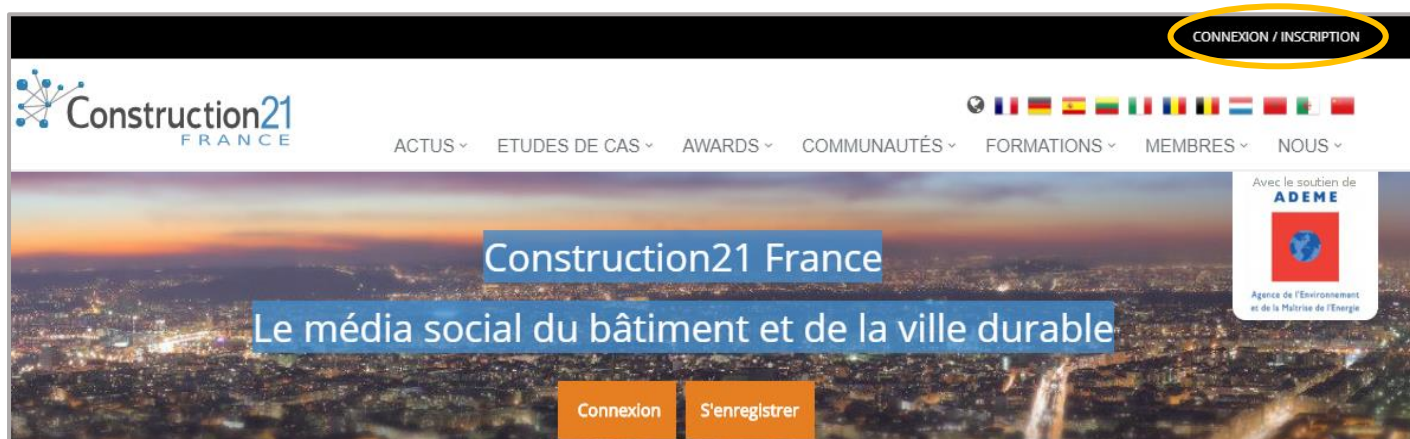 CONNEXION / INSCRIPTION
Construction21
FRANCE
ACTUS
ETUDES DE CAS
AWARDS
COMMUNAUTÉS
FORMATIONS
MEMBRES
NOUS
Avec le soutien de
ADEME
Agence de l'Environnement
et de la Maîtrise de l'Energie
Construction21 France
Le média social du bâtiment et de la ville durable
Connexion
S'enregistrer